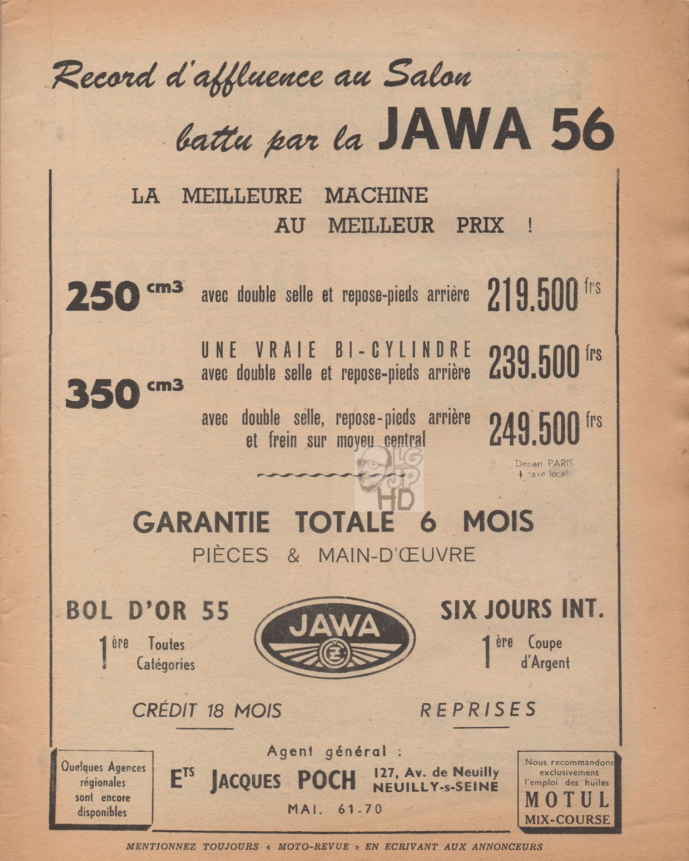 Record d'affluence au Salon
battu par la JAWA 56
LA MEILLEURE MACHINE
AU MEILLEUR PRIX !
250 cm3 avec double selle et repose-pieds arrière 219.500 frs
UNE VRAIE BI-CYLINDRE
350 cm3 avec double selle et repose-pieds arrière 239.500 frs
avec double selle, repose-pieds arrière
et frein sur moyeu central 249.500 frs
Départ PARIS
+ taxe locale
LG
JP
HD
GARANTIE TOTALE 6 MOIS
PIÈCES & MAIN-D'ŒUVRE
BOL D'OR 55
1ère Toutes
Catégories
JAWA
CZ
SIX JOURS INT.
1ère Coupe
d'Argent
CRÉDIT 18 MOIS
REPRISES
Quelques Agences
régionales
sont encore
disponibles
Agent général :
ETS JACQUES POCH 127, Av. de Neuilly
NEUILLY-s-SEINE
MAI. 61-70
Nous recommandons
exclusivement
l'emploi des huiles
MOTUL
MIX-COURSE
MENTIONNEZ TOUJOURS « MOTO-REVUE » EN ECRIVANT AUX ANNONCEURS